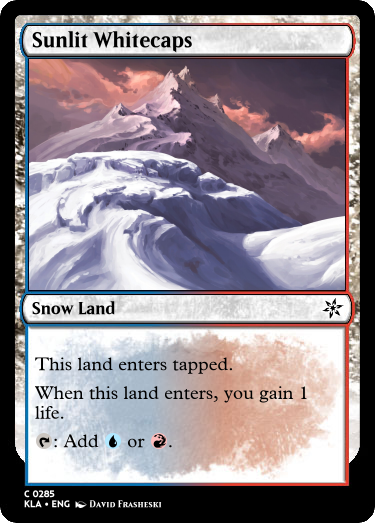 Sunlit Whitecaps
Snow Land
This land enters tapped.
When this land enters, you gain 1
life.
: Add or .
C 0285
KLA • ENG DAVID FRASHESKI